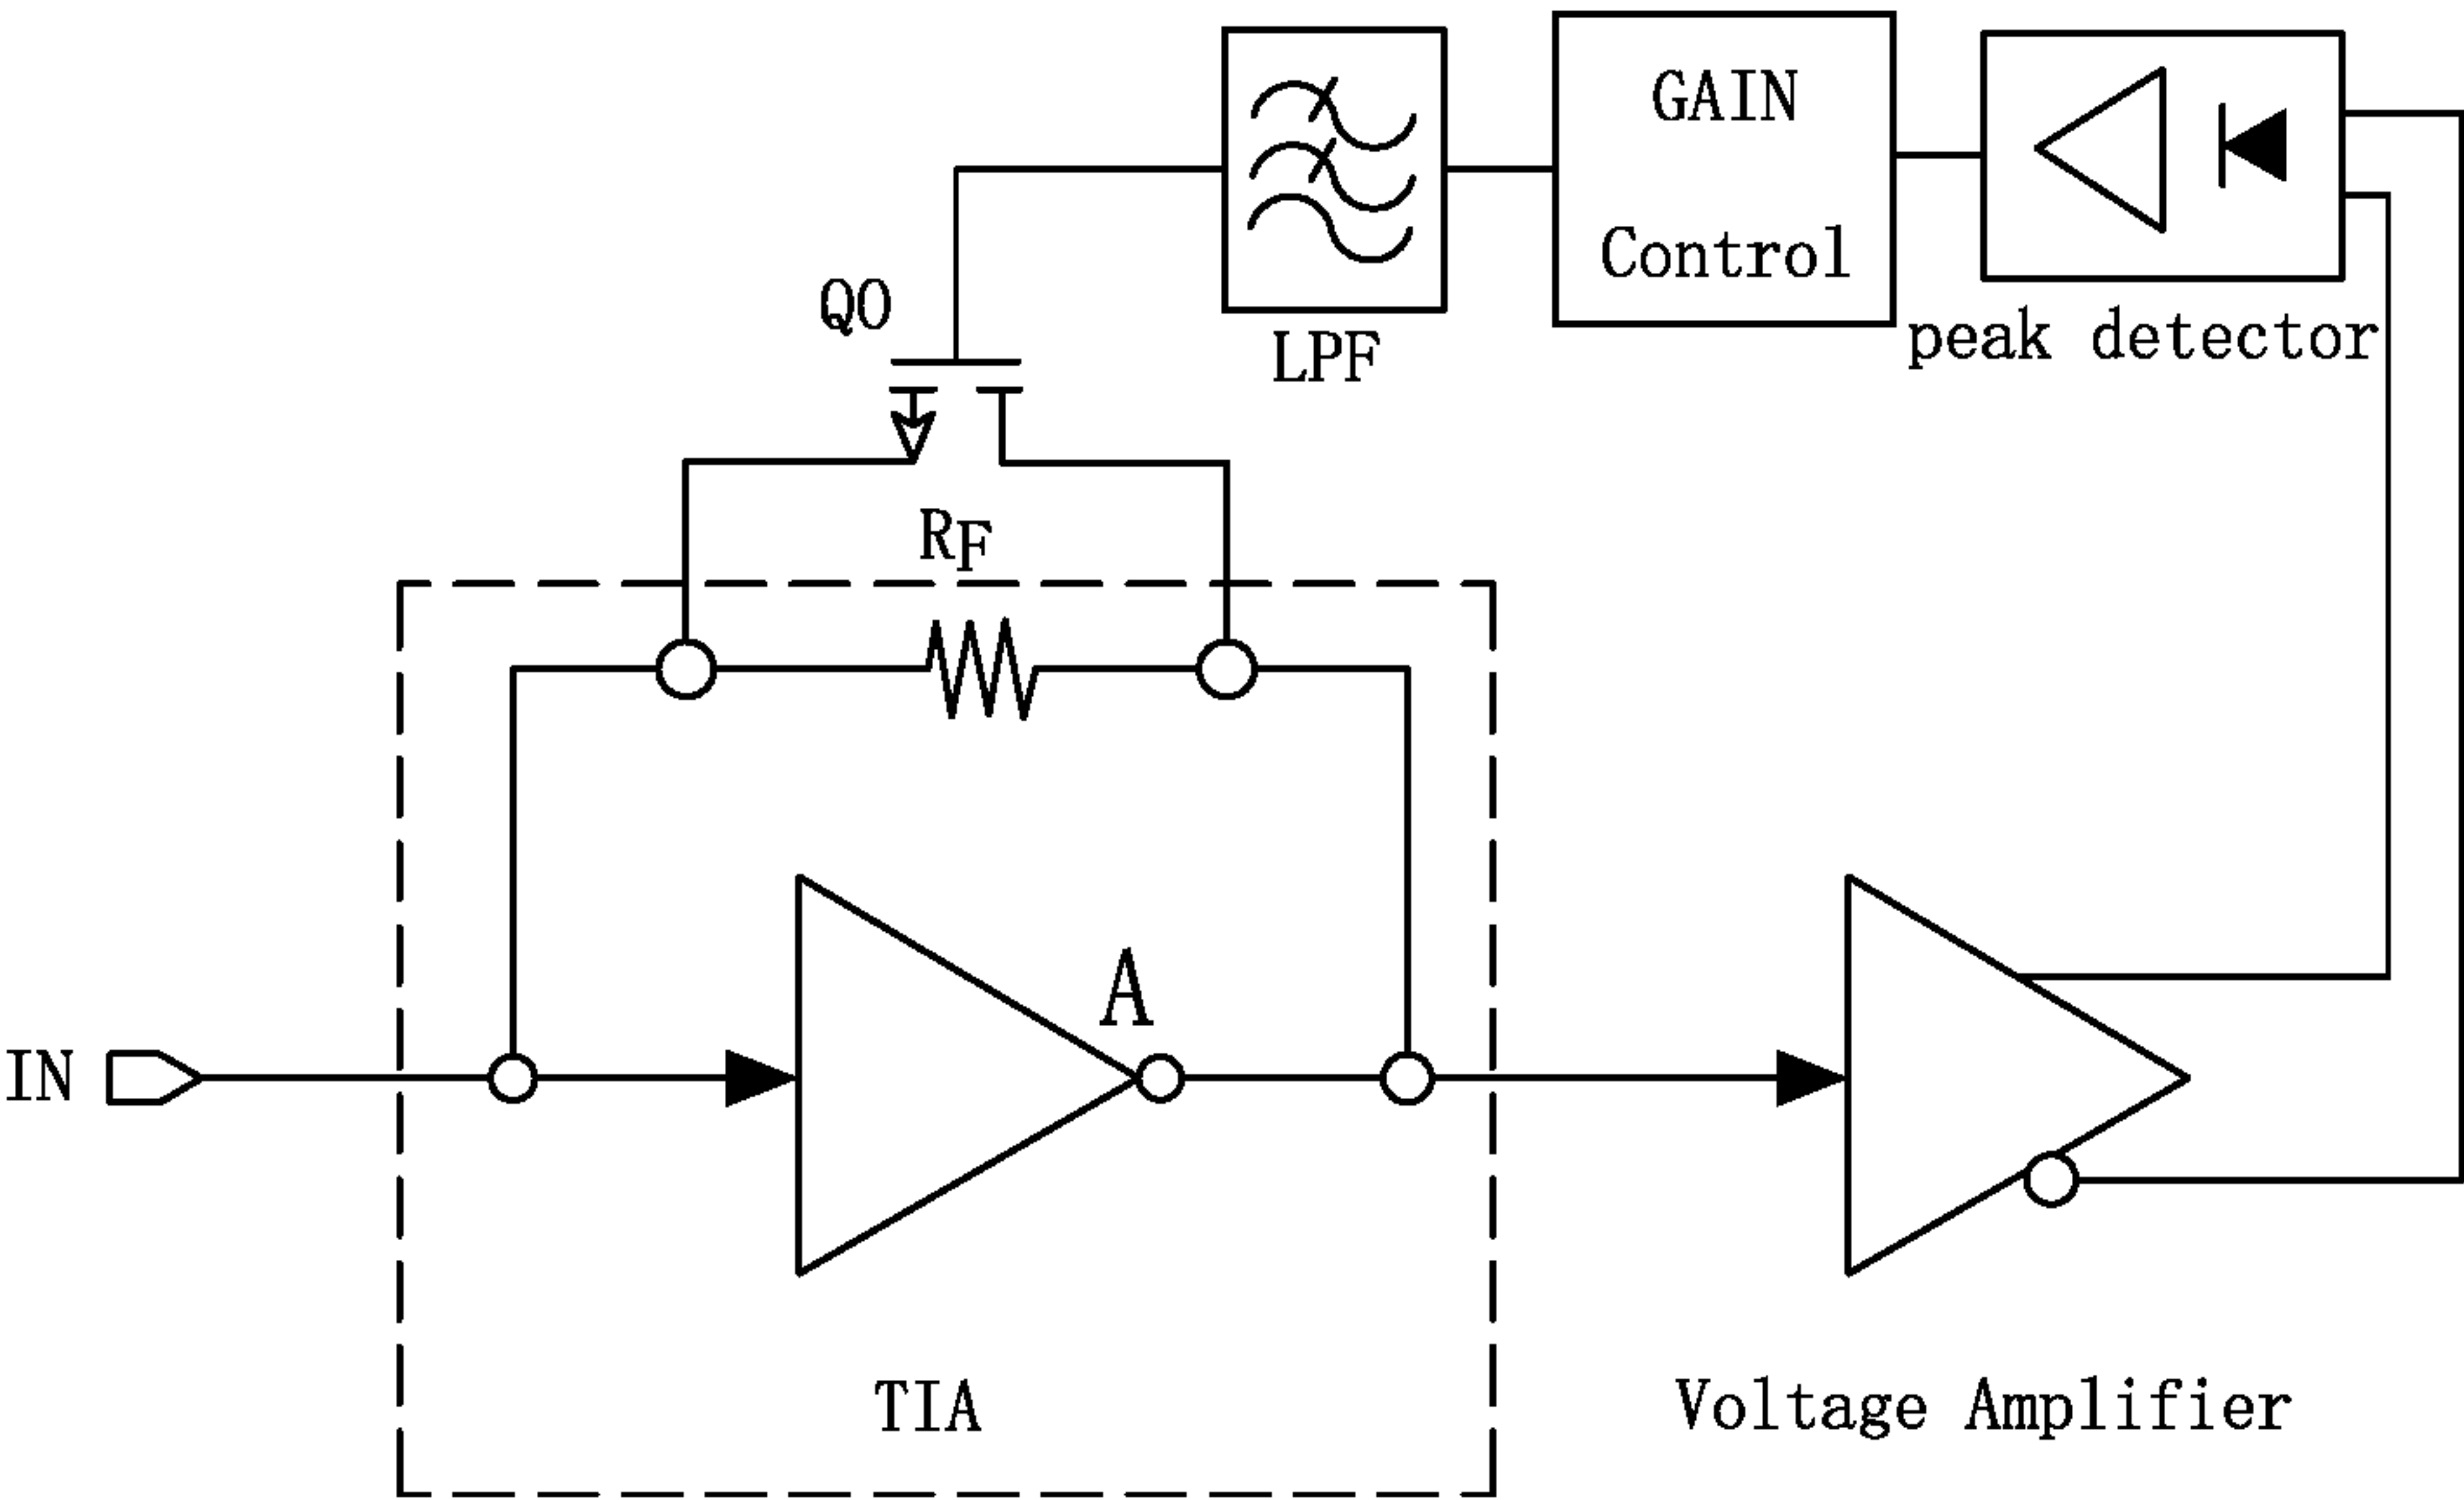 GAIN
Control
Q0
LPF
peak detector
RF
A
IN
TIA
Voltage Amplifier